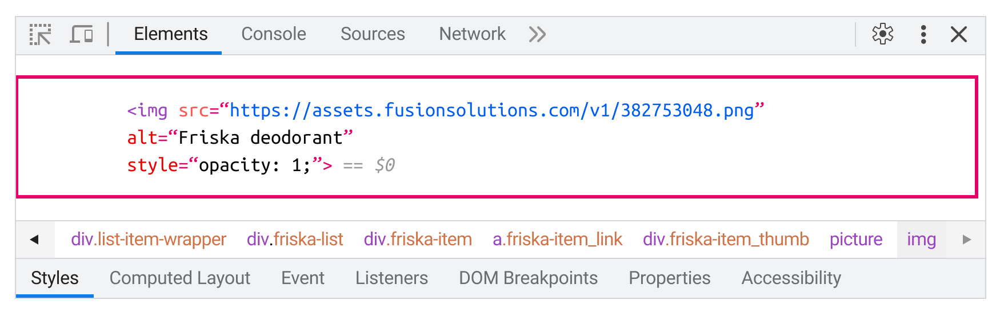 Elements Console Sources Network
<img src=“https://assets.fusionsolutions.com/v1/382753048.png”
alt=“Friska deodorant”
style=“opacity: 1;”> == $0
div.list-item-wrapper div.friska-list div.friska-item a.friska-item_link div.friska-item_thumb picture img
Styles Computed Layout Event Listeners DOM Breakpoints Properties Accessibility